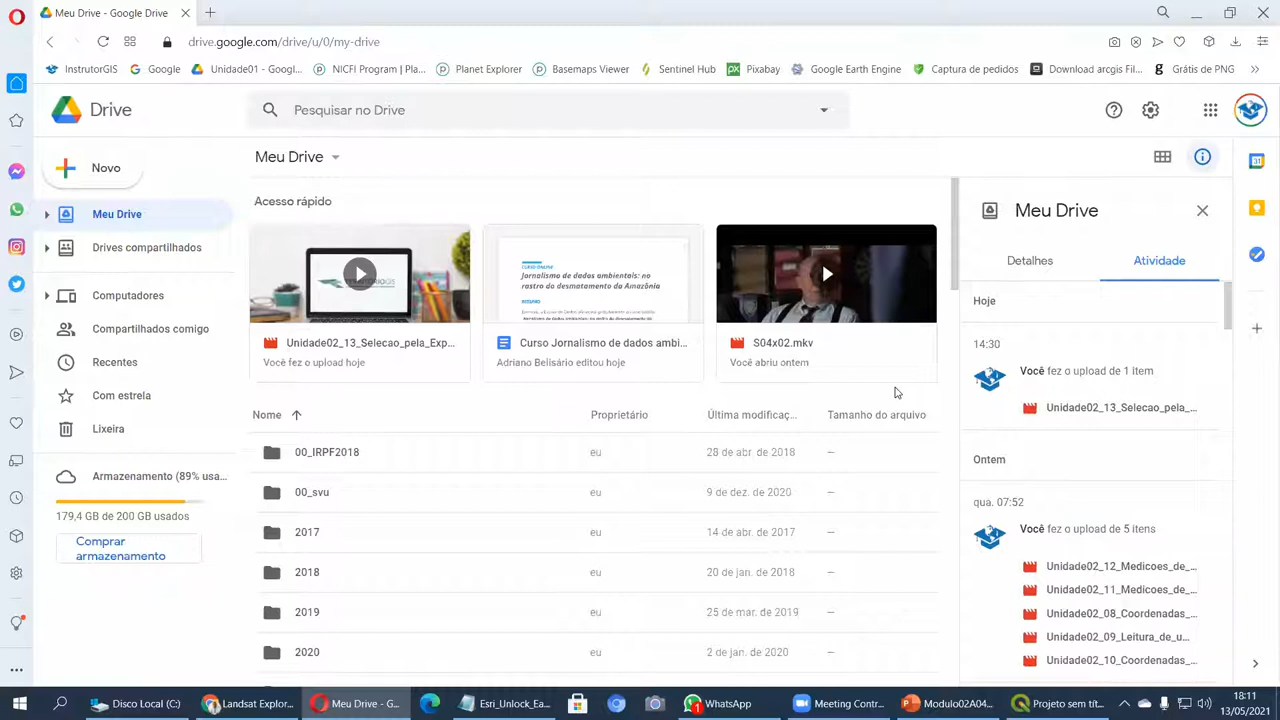 Meu Drive - Google Drive
drive.google.com/drive/u/0/my-drive
InstrutorGIS
Google
Unidade01 - Googl...
NICFI Program | Pla...
Planet Explorer
Basemaps Viewer
Sentinel Hub
px Pixabay
Google Earth Engine
Captura de pedidos
Download arcgis Fil...
g Grátis de PNG
Drive
Pesquisar no Drive
Novo
Meu Drive
Meu Drive
Drives compartilhados
Computadores
Compartilhados comigo
Recentes
Com estrela
Lixeira
Armazenamento (89% usa...
179,4 GB de 200 GB usados
Comprar
armazenamento
Acesso rápido
CURSO ONLINE
Jornalismo de dados ambientais: no
rastro do desmatamento da Amazônia
RESUMO
Unidade02_13_Selecao_pela_Exp...
Você fez o upload hoje
Curso Jornalismo de dados ambi...
Adriano Belisário editou hoje
S04x02.mkv
Você abriu ontem
Nome
Proprietário
Última modificaç...
Tamanho do arquivo
00_IRPF2018 eu 28 de abr. de 2018 —
00_svu eu 9 de dez. de 2020 —
2017 eu 14 de abr. de 2017 —
2018 eu 20 de jan. de 2018 —
2019 eu 25 de mar. de 2019 —
2020 eu 2 de jan. de 2020 —
Meu Drive
Detalhes
Atividade
Hoje
14:30
Você fez o upload de 1 item
Unidade02_13_Selecao_pela_...
Ontem
qua. 07:52
Você fez o upload de 5 itens
Unidade02_12_Medicoes_de_...
Unidade02_11_Medicoes_de_...
Unidade02_08_Coordenadas_...
Unidade02_09_Leitura_de_u...
Unidade02_10_Coordenadas_...
31
Disco Local (C:)
Landsat Explor...
Meu Drive - G...
Esri_Unlock_Ea...
1
WhatsApp
Meeting Contr...
Modulo02A04...
Projeto sem tít...
18:11
13/05/2021